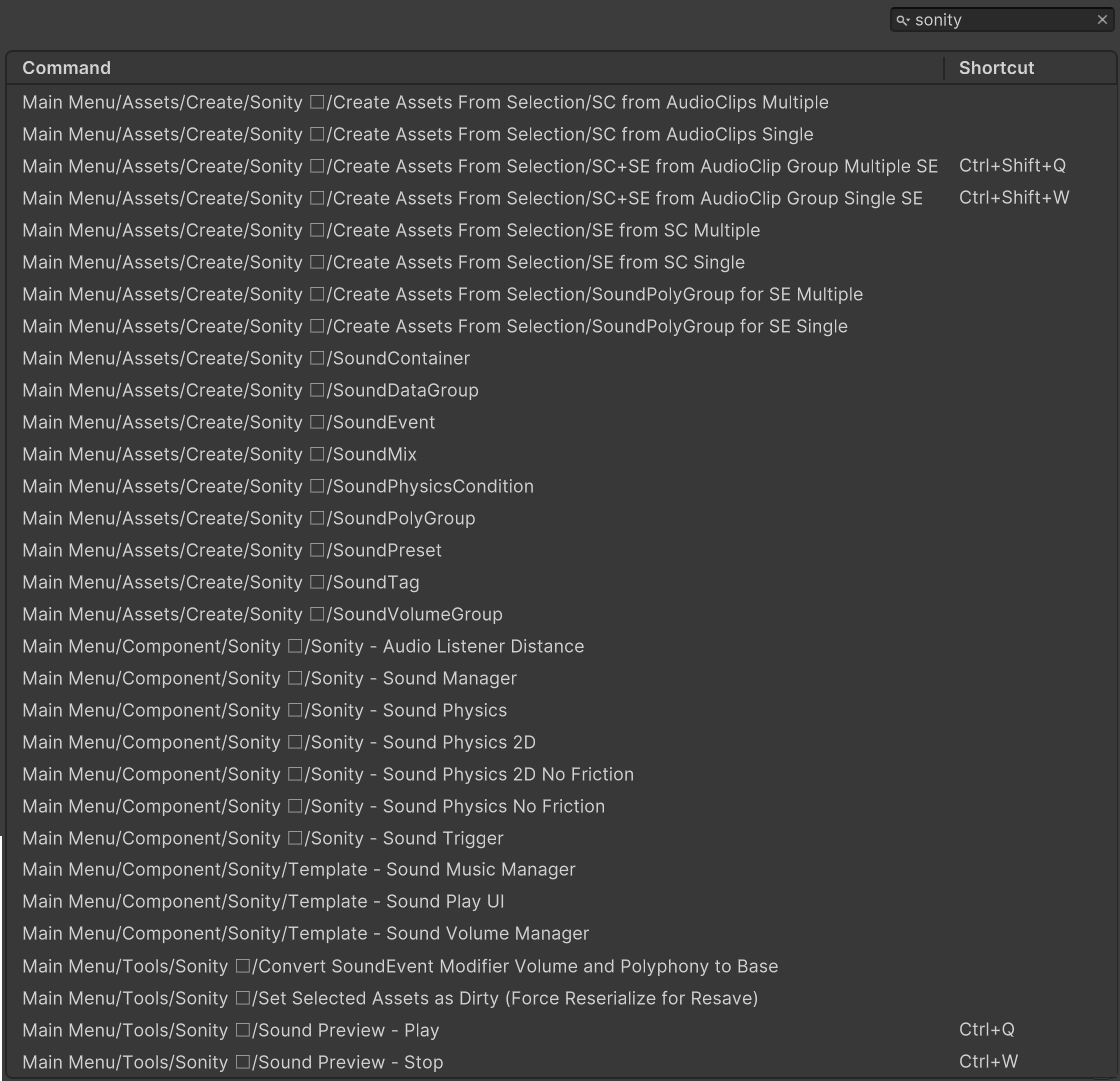 sonity
Command Shortcut
Main Menu/Assets/Create/Sonity □/Create Assets From Selection/SC from AudioClips Multiple
Main Menu/Assets/Create/Sonity □/Create Assets From Selection/SC from AudioClips Single
Main Menu/Assets/Create/Sonity □/Create Assets From Selection/SC+SE from AudioClip Group Multiple SE Ctrl+Shift+Q
Main Menu/Assets/Create/Sonity □/Create Assets From Selection/SC+SE from AudioClip Group Single SE Ctrl+Shift+W
Main Menu/Assets/Create/Sonity □/Create Assets From Selection/SE from SC Multiple
Main Menu/Assets/Create/Sonity □/Create Assets From Selection/SE from SC Single
Main Menu/Assets/Create/Sonity □/Create Assets From Selection/SoundPolyGroup for SE Multiple
Main Menu/Assets/Create/Sonity □/Create Assets From Selection/SoundPolyGroup for SE Single
Main Menu/Assets/Create/Sonity □/SoundContainer
Main Menu/Assets/Create/Sonity □/SoundDataGroup
Main Menu/Assets/Create/Sonity □/SoundEvent
Main Menu/Assets/Create/Sonity □/SoundMix
Main Menu/Assets/Create/Sonity □/SoundPhysicsCondition
Main Menu/Assets/Create/Sonity □/SoundPolyGroup
Main Menu/Assets/Create/Sonity □/SoundPreset
Main Menu/Assets/Create/Sonity □/SoundTag
Main Menu/Assets/Create/Sonity □/SoundVolumeGroup
Main Menu/Component/Sonity □/Sonity - Audio Listener Distance
Main Menu/Component/Sonity □/Sonity - Sound Manager
Main Menu/Component/Sonity □/Sonity - Sound Physics
Main Menu/Component/Sonity □/Sonity - Sound Physics 2D
Main Menu/Component/Sonity □/Sonity - Sound Physics 2D No Friction
Main Menu/Component/Sonity □/Sonity - Sound Physics No Friction
Main Menu/Component/Sonity □/Sonity - Sound Trigger
Main Menu/Component/Sonity/Template - Sound Music Manager
Main Menu/Component/Sonity/Template - Sound Play UI
Main Menu/Component/Sonity/Template - Sound Volume Manager
Main Menu/Tools/Sonity □/Convert SoundEvent Modifier Volume and Polyphony to Base
Main Menu/Tools/Sonity □/Set Selected Assets as Dirty (Force Reserialize for Resave)
Main Menu/Tools/Sonity □/Sound Preview - Play Ctrl+Q
Main Menu/Tools/Sonity □/Sound Preview - Stop Ctrl+W